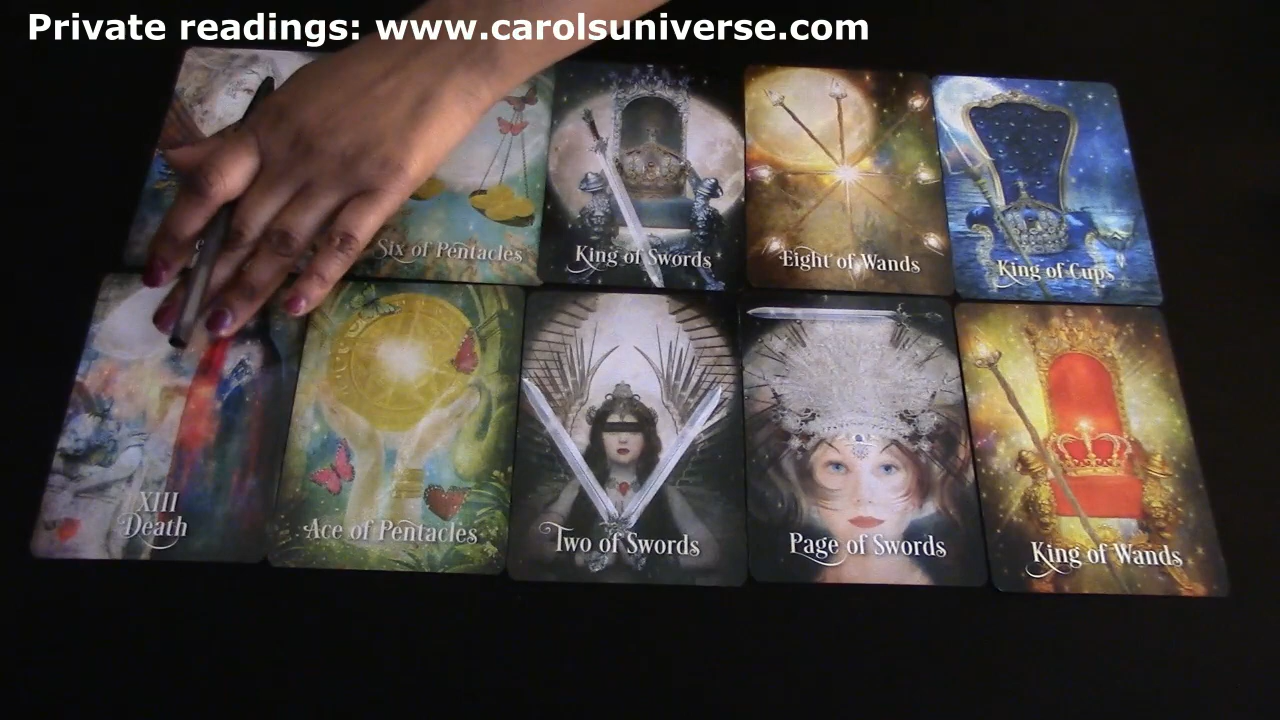 Private readings: www.carolsuniverse.com
Six of Pentacles
King of Swords
Eight of Wands
King of Cups
XIII
Death
Ace of Pentacles
Two of Swords
Page of Swords
King of Wands